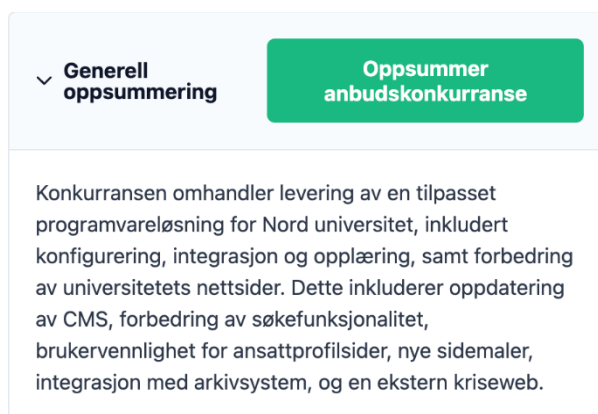 Generell
oppsummering
Oppsummer
anbudskonkurranse
Konkurransen omhandler levering av en tilpasset
programvareløsning for Nord universitet, inkludert
konfigurering, integrasjon og opplæring, samt forbedring
av universitetets nettsider. Dette inkluderer oppdatering
av CMS, forbedring av søkefunksjonalitet,
brukervennlighet for ansattprofilsider, nye sidemaler,
integrasjon med arkivsystem, og en ekstern kriseweb.